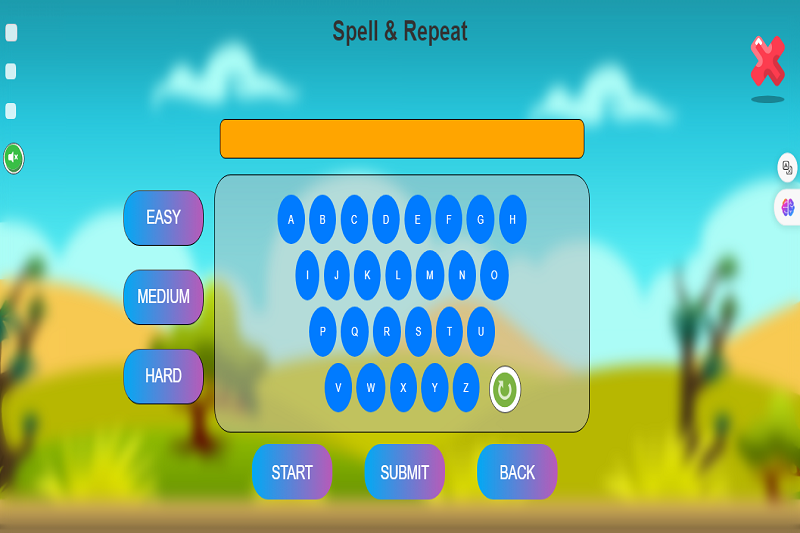 Spell & Repeat
EASY
MEDIUM
HARD
A B C D E F G H
I J K L M N O
P Q R S T U
V W X Y Z
START SUBMIT BACK